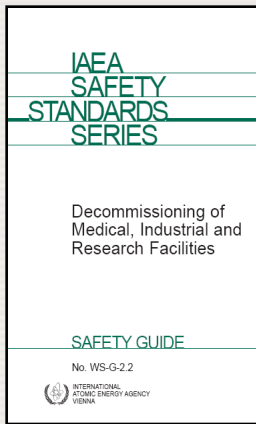 IAEA
SAFETY
STANDARDS
SERIES
Decommissioning of
Medical, Industrial and
Research Facilities
SAFETY GUIDE
No. WS-G-2.2
INTERNATIONAL
ATOMIC ENERGY AGENCY
VIENNA